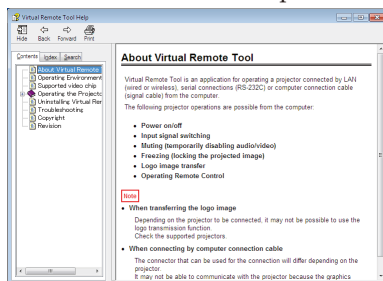 Virtual Remote Tool Help
Hide Back Forward Print
Contents Index Search
About Virtual Remote
Operating Environment
Supported video chip
Operating the Projecto
Uninstalling Virtual Rer
Troubleshooting
Copyright
Revision
About Virtual Remote Tool
Virtual Remote Tool is an application for operating a projector connected by LAN
(wired or wireless), serial connections (RS-232C) or computer connection cable
(signal cable) from the computer.
The following projector operations are possible from the computer:
• Power on/off
• Input signal switching
• Muting (temporarily disabling audio/video)
• Freezing (locking the projected image)
• Logo image transfer
• Operating Remote Control
Note
• When transferring the logo image
Depending on the projector to be connected, it may not be possible to use the
logo transmission function.
Check the supported projectors.
• When connecting by computer connection cable
The connector that can be used for the connection will differ depending on the
projector.
It may not be able to communicate with the projector because the graphics